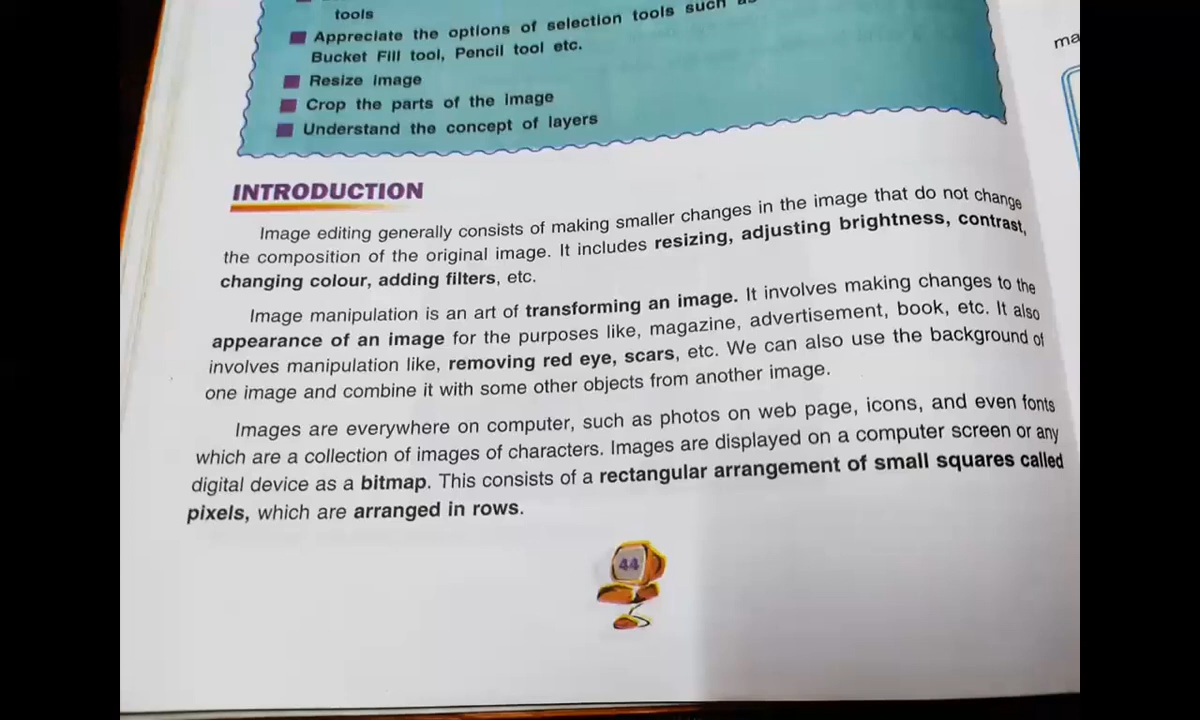 tools
Appreciate the options of selection tools such as
Bucket Fill tool, Pencil tool etc.
Resize image
Crop the parts of the image
Understand the concept of layers
INTRODUCTION
Image editing generally consists of making smaller changes in the image that do not change
the composition of the original image. It includes resizing, adjusting brightness, contrast,
changing colour, adding filters, etc.
Image manipulation is an art of transforming an image. It involves making changes to the
appearance of an image for the purposes like, magazine, advertisement, book, etc. It also
involves manipulation like, removing red eye, scars, etc. We can also use the background of
one image and combine it with some other objects from another image.
Images are everywhere on computer, such as photos on web page, icons, and even fonts
which are a collection of images of characters. Images are displayed on a computer screen or any
digital device as a bitmap. This consists of a rectangular arrangement of small squares called
pixels, which are arranged in rows.
44